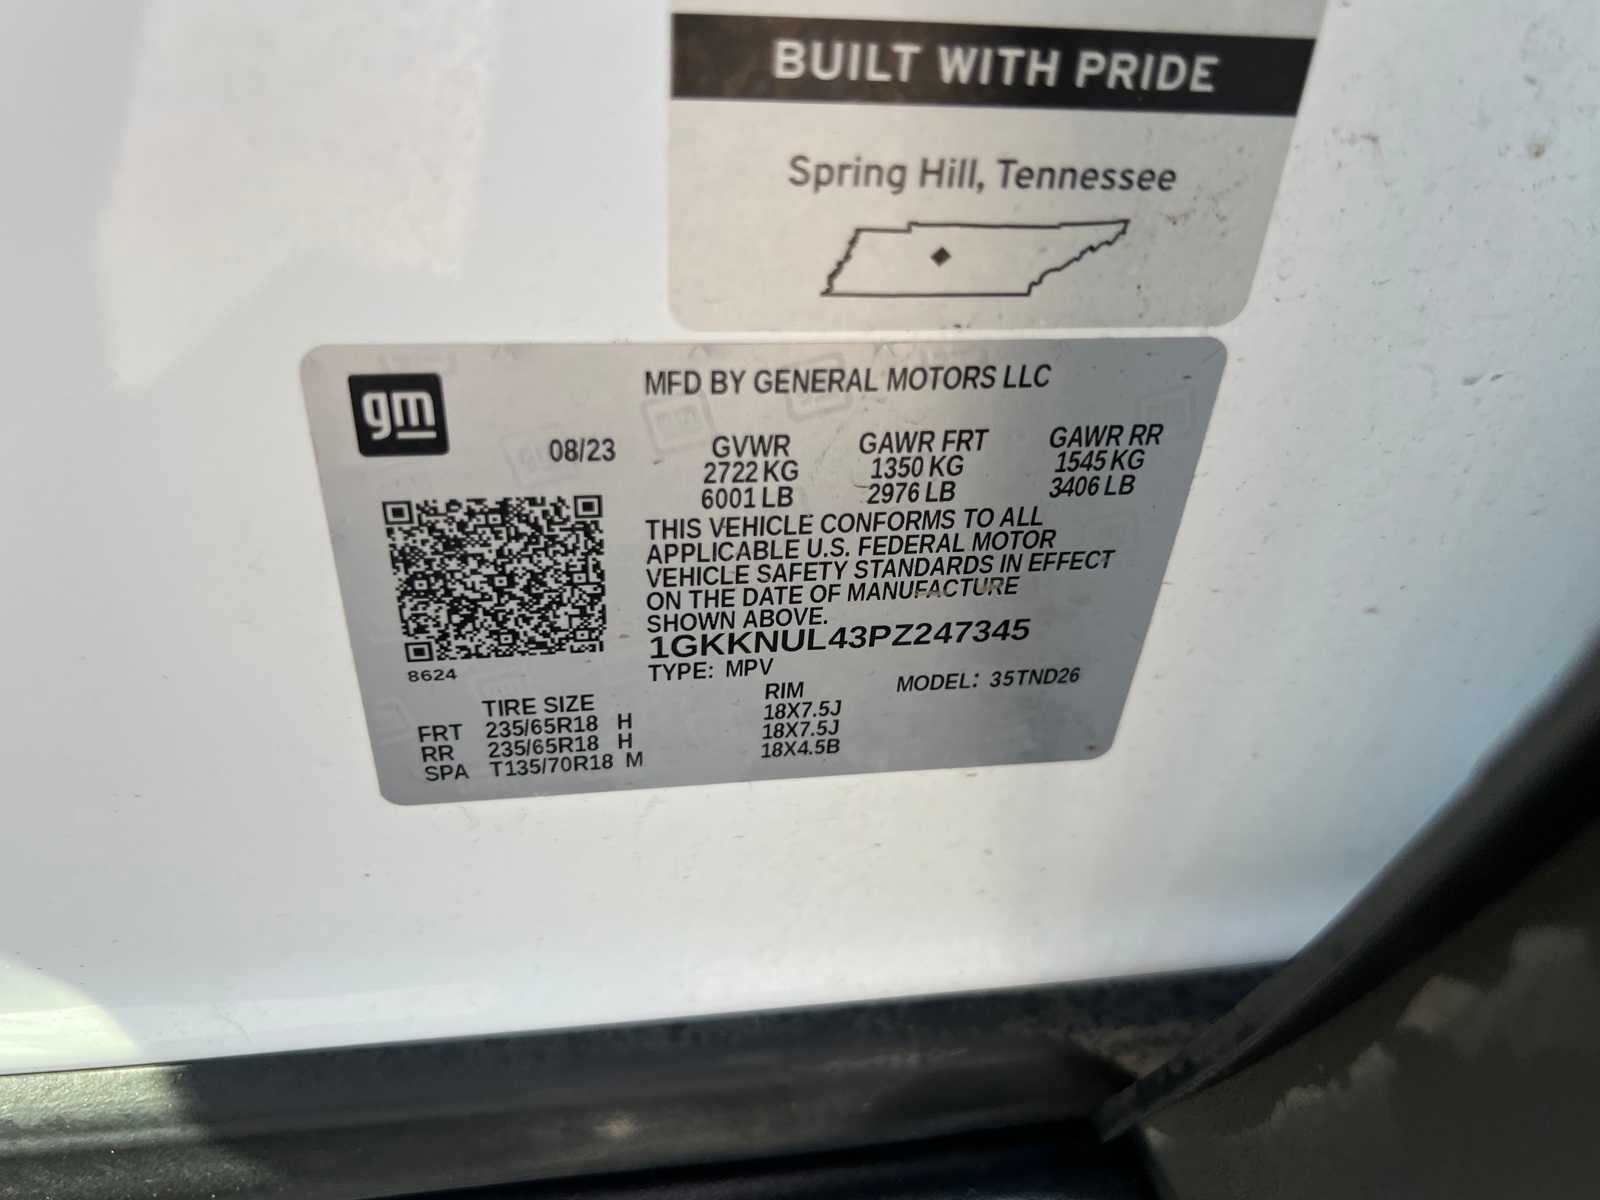 BUILT WITH PRIDE
Spring Hill, Tennessee
gm
MFD BY GENERAL MOTORS LLC
08/23 GVWR GAWR FRT GAWR RR
2722 KG 1350 KG 1545 KG
6001 LB 2976 LB 3406 LB
THIS VEHICLE CONFORMS TO ALL
APPLICABLE U.S. FEDERAL MOTOR
VEHICLE SAFETY STANDARDS IN EFFECT
ON THE DATE OF MANUFACTURE
SHOWN ABOVE.
1GKKNUL43PZ247345
8624
TYPE: MPV MODEL: 35TND26
TIRE SIZE RIM
FRT 235/65R18 H 18X7.5J
RR 235/65R18 H 18X7.5J
SPA T135/70R18 M 18X4.5B